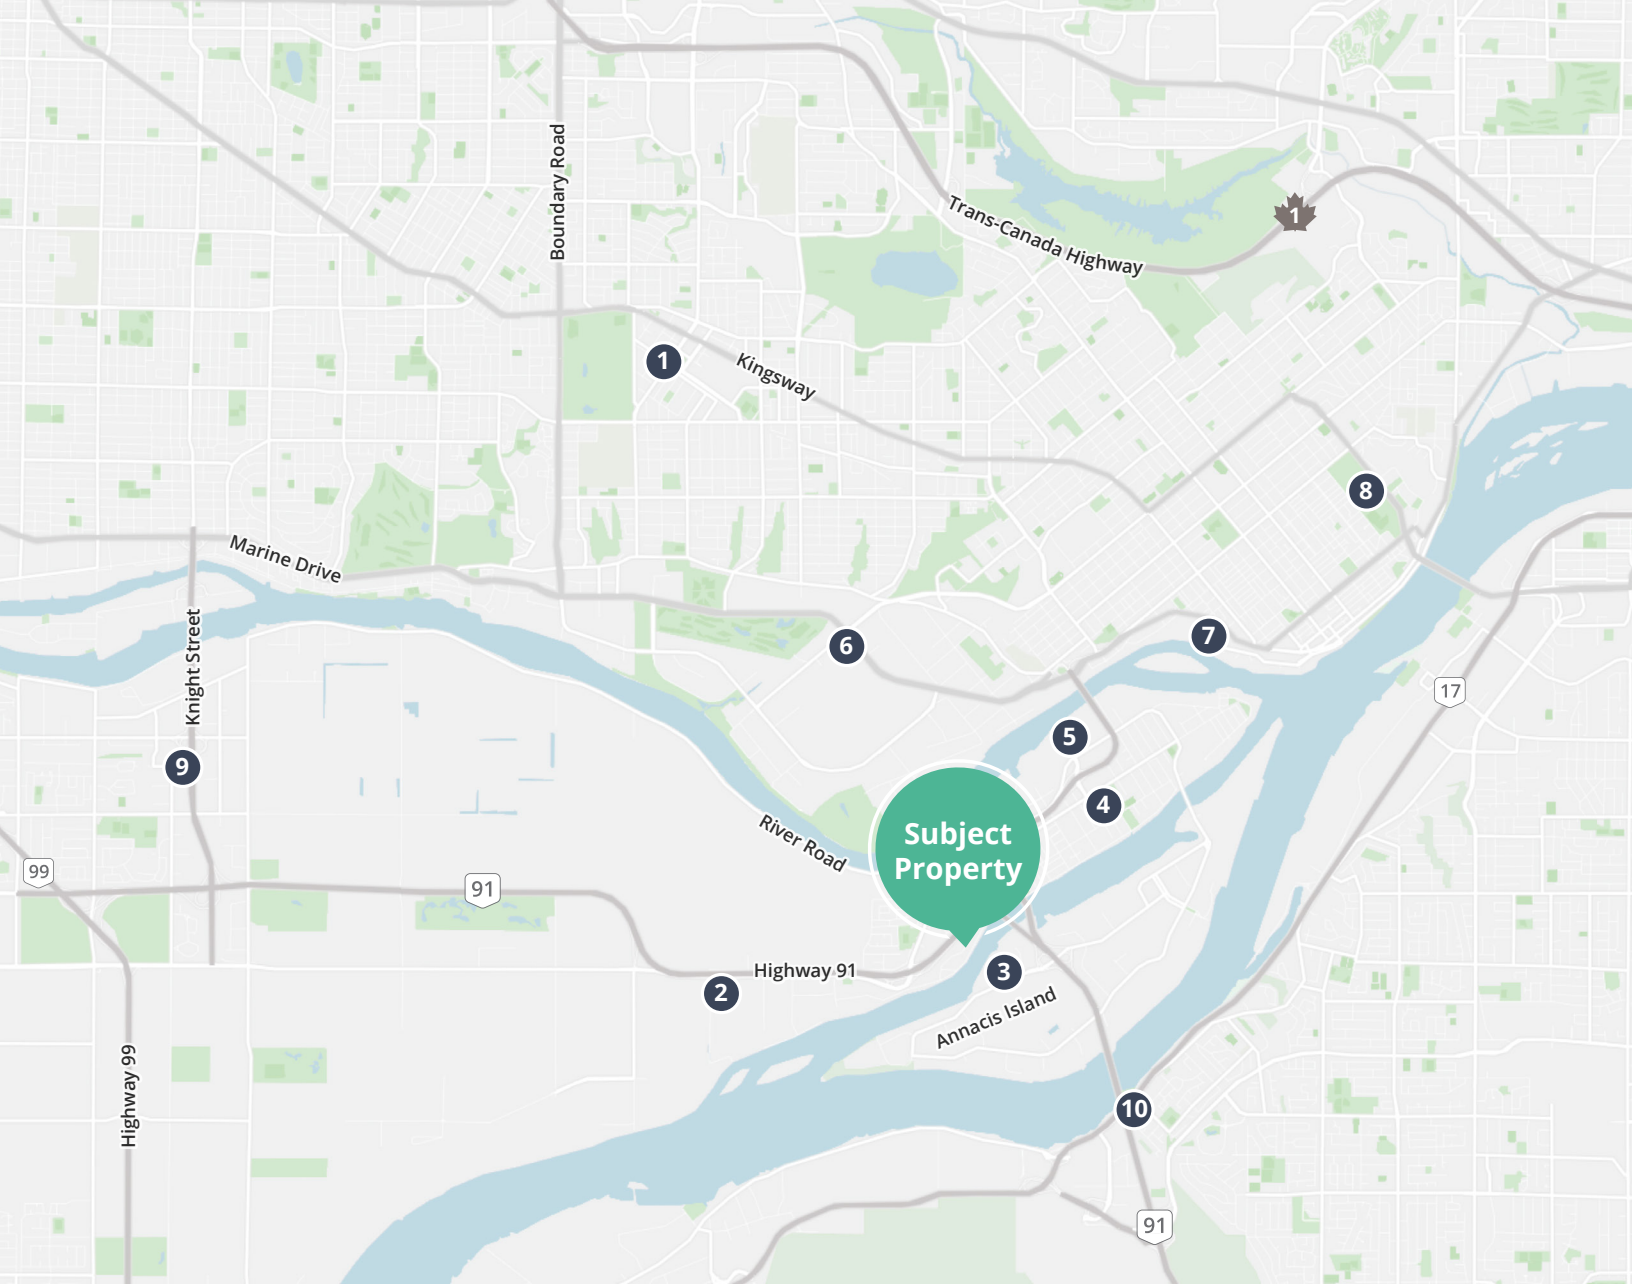 Boundary Road
Trans-Canada Highway
1
1
Kingsway
8
Marine Drive
Knight Street
6
7
17
5
9
4
Subject
Property
River Road
99
91
Highway 91
3
2
Annacis Island
Highway 99
10
91